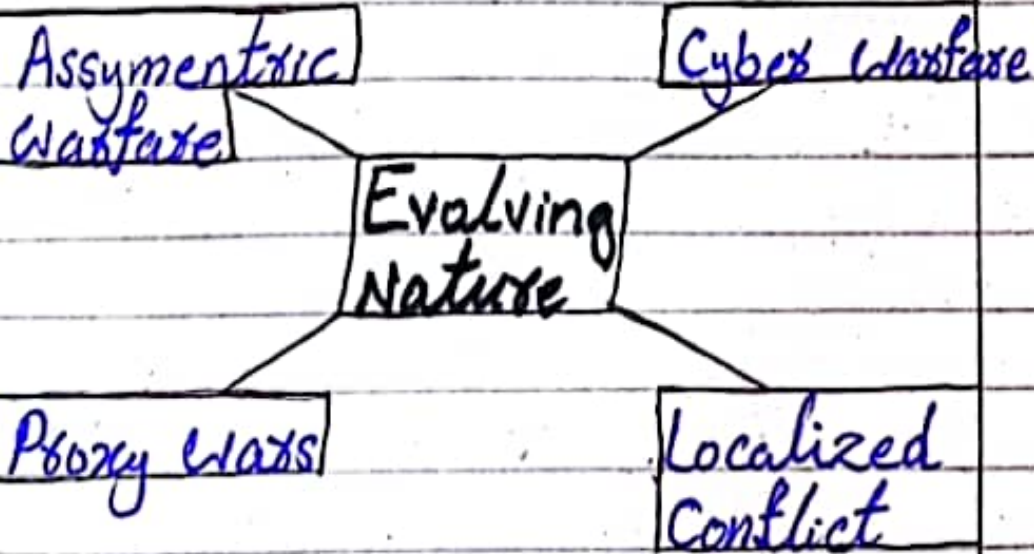 Assymentric
Warfare
Cyber Warfare
Evalving
Nature
Proxy Wars
Localized
Conflict